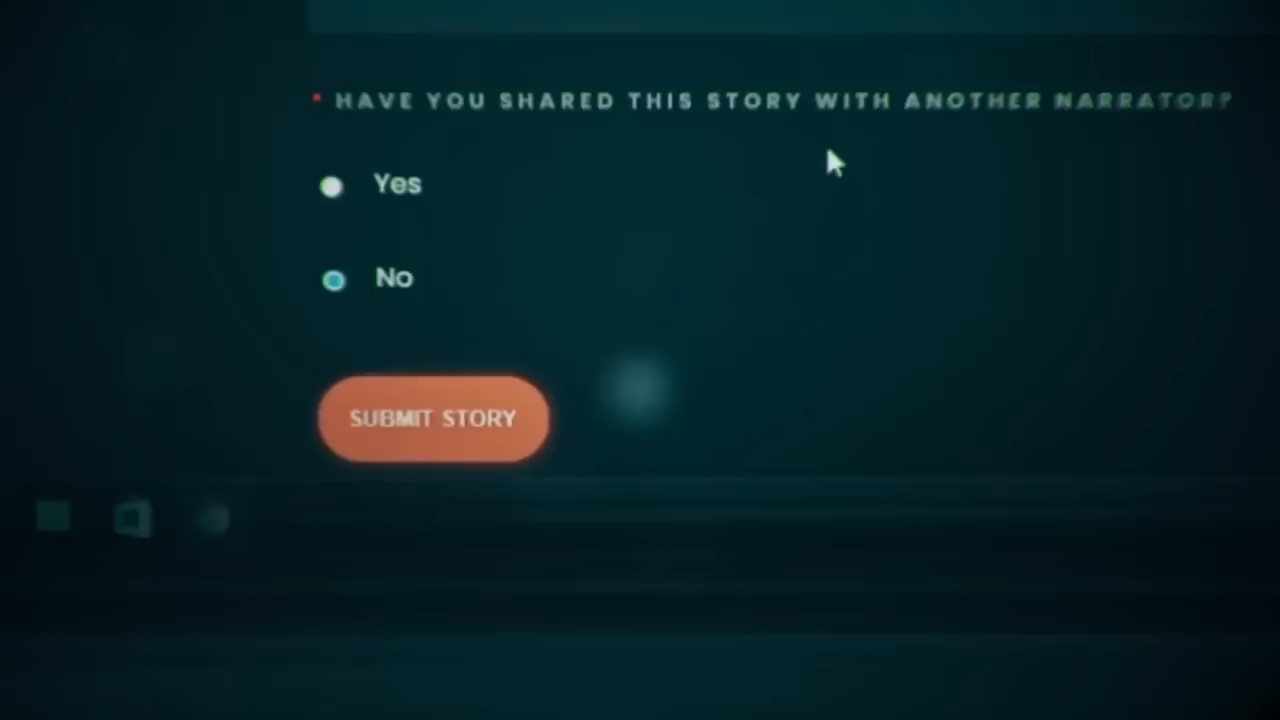 * HAVE YOU SHARED THIS STORY WITH ANOTHER NARRATOR?
Yes
No
SUBMIT STORY